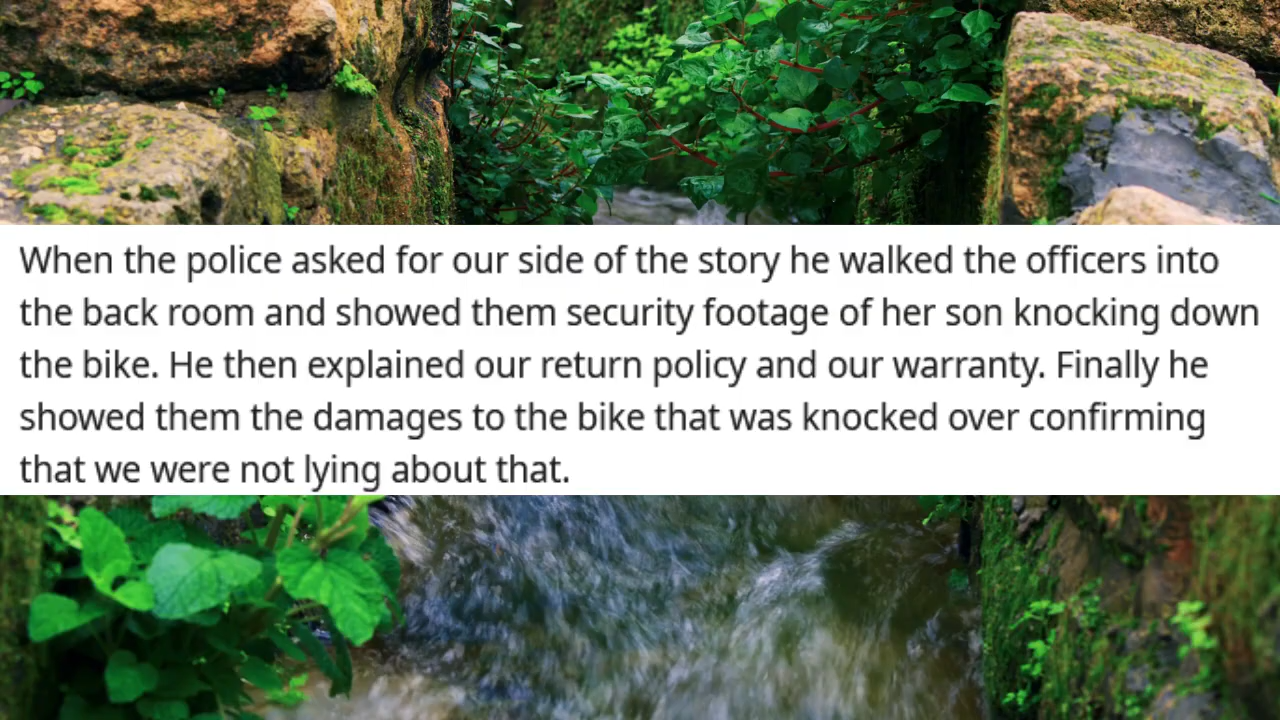 When the police asked for our side of the story he walked the officers into
the back room and showed them security footage of her son knocking down
the bike. He then explained our return policy and our warranty. Finally he
showed them the damages to the bike that was knocked over confirming
that we were not lying about that.